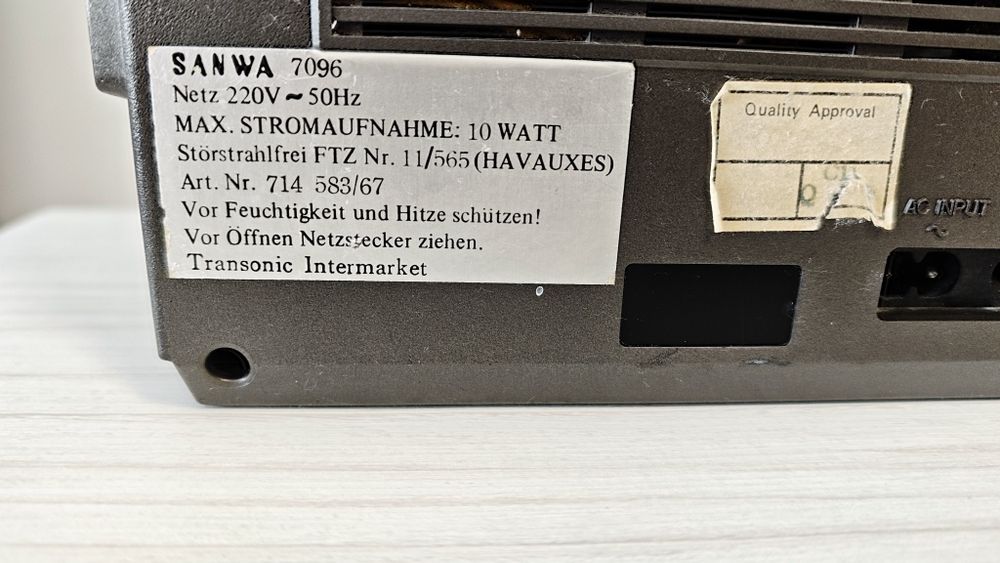 SANWA 7096
Netz 220V ~ 50Hz
MAX. STROMAUFNAHME: 10 WATT
Störstrahlfrei FTZ Nr. 11/565 (HAVAUXES)
Art. Nr. 714 583/67
Vor Feuchtigkeit und Hitze schützen!
Vor Öffnen Netzstecker ziehen.
Transonic Intermarket
Quality Approval
AC INPUT
~